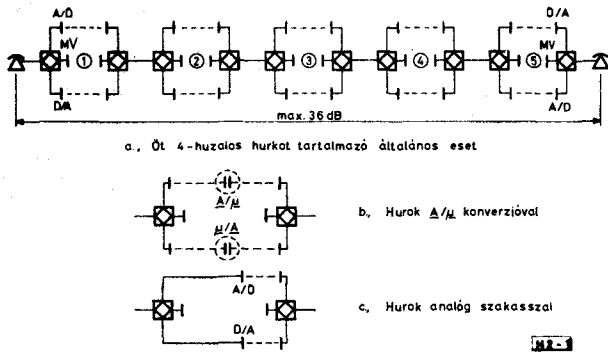 A/D D/A
MV ① ② ③ ④ ⑤ MV
D/A A/D
max. 36 dB
a., Öt 4-huzalos hurkot tartalmazó általános eset
A/μ
μ/A
b., Hurok A/μ konverzióval
A/D
D/A
c., Hurok analóg szakasszal
H2-1